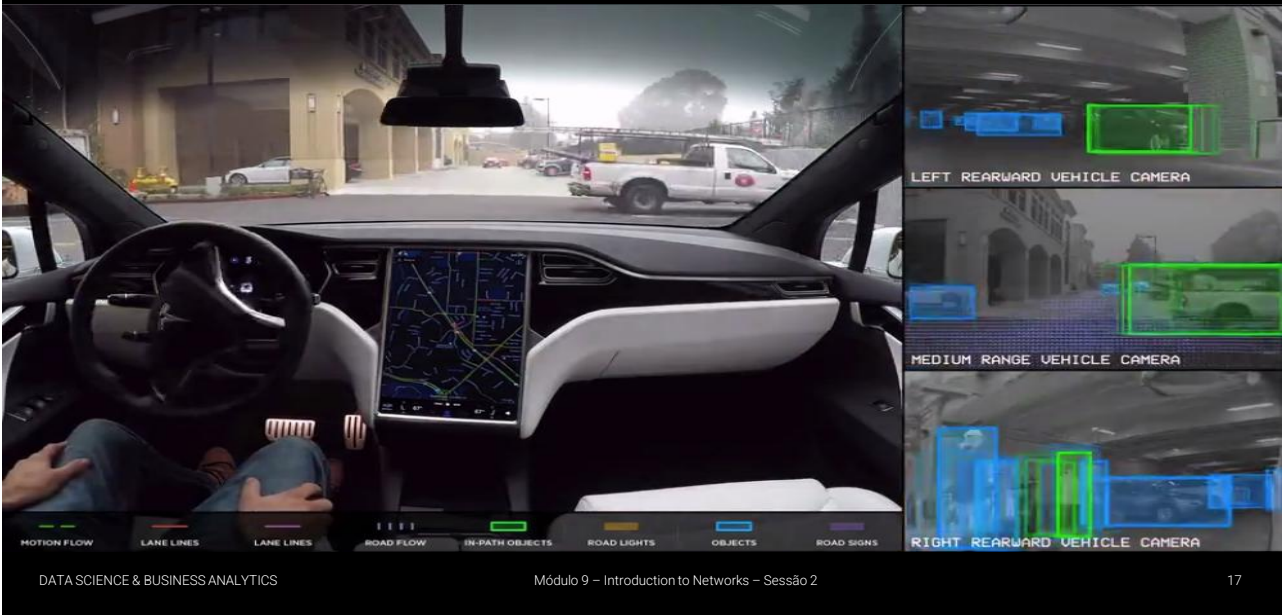 LEFT REARWARD VEHICLE CAMERA
MEDIUM RANGE VEHICLE CAMERA
RIGHT REARWARD VEHICLE CAMERA
MOTION FLOW
LANE LINES
LANE LINES
ROAD FLOW
IN-PATH OBJECTS
ROAD LIGHTS
OBJECTS
ROAD SIGNS
DATA SCIENCE & BUSINESS ANALYTICS
Módulo 9 – Introduction to Networks – Sessão 2
17